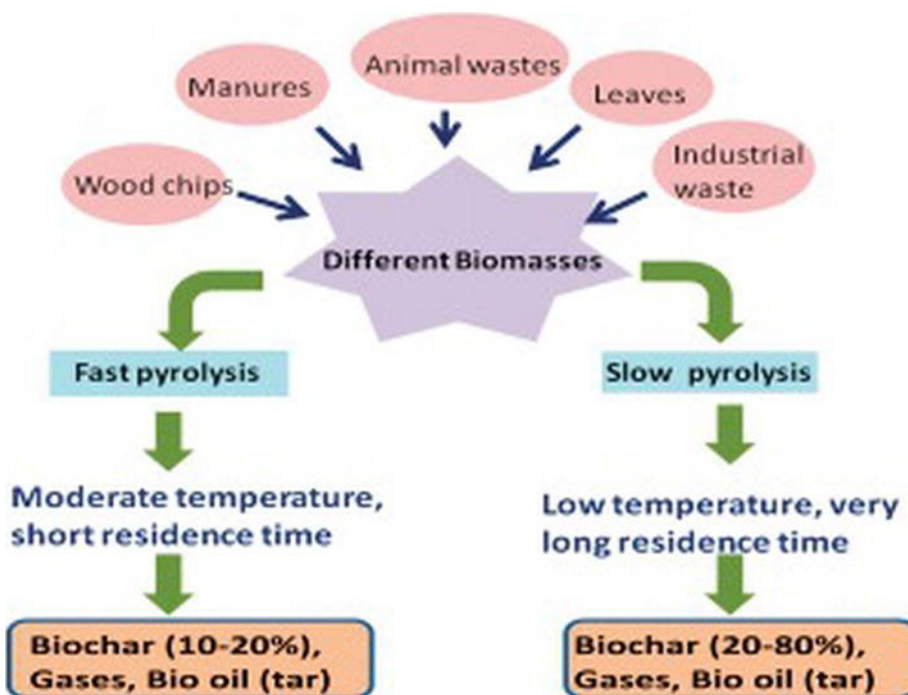 Animal wastes
Manures
Leaves
Wood chips
Industrial
waste
Different Biomasses
Fast pyrolysis
Slow pyrolysis
Moderate temperature,
short residence time
Low temperature, very
long residence time
Biochar (10-20%),
Gases, Bio oil (tar)
Biochar (20-80%),
Gases, Bio oil (tar)